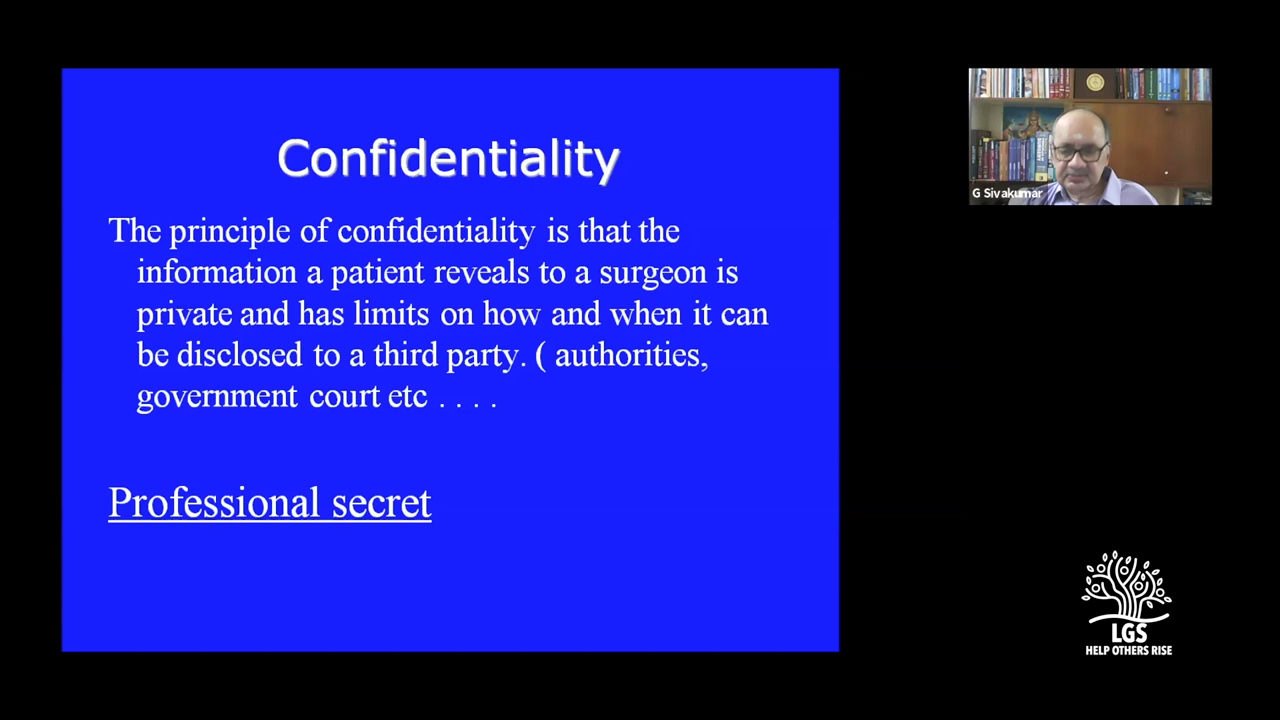 Confidentiality
The principle of confidentiality is that the
information a patient reveals to a surgeon is
private and has limits on how and when it can
be disclosed to a third party. ( authorities,
government court etc . . . .
Professional secret
G Sivakumar
LGS
HELP OTHERS RISE